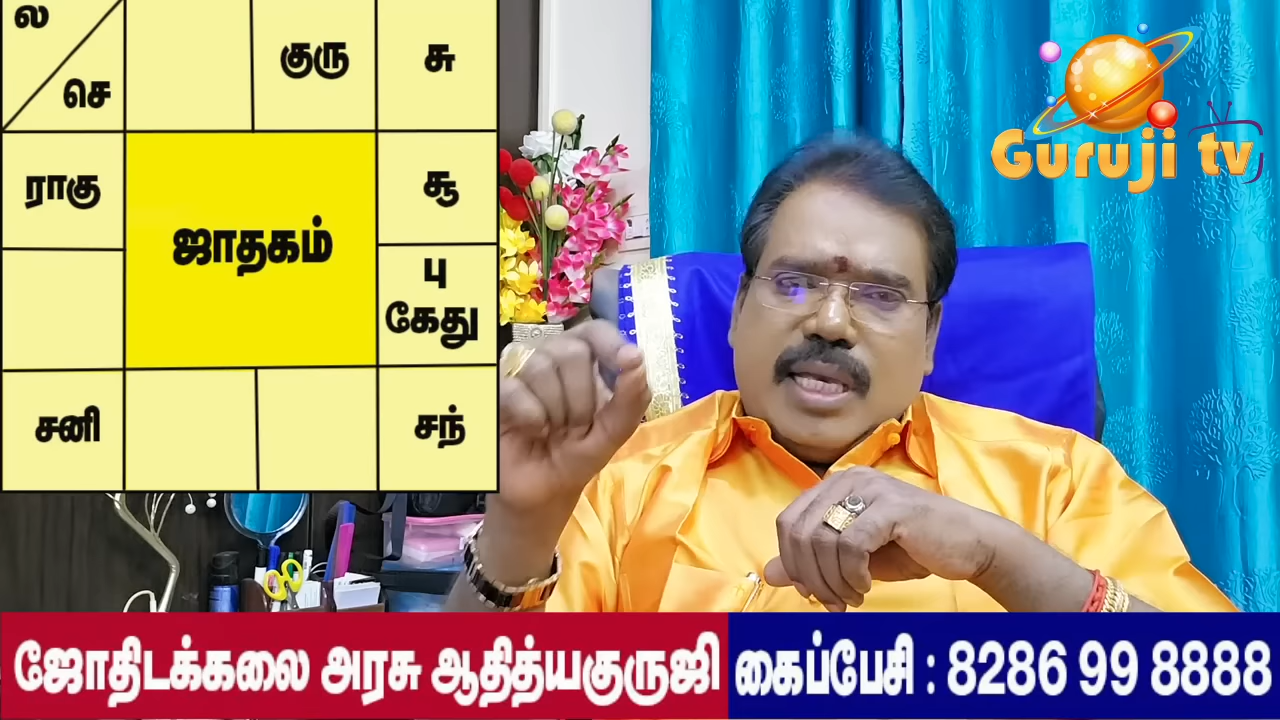 ல
செ
குரு
சு
ராகு
ஜாதகம்
சூ
பு
கேது
சனி
சந்
Guruji tv
ஜோதிடக்கலை அரசு ஆதித்யகுருஜி
கைப்பேசி : 8286 99 8888